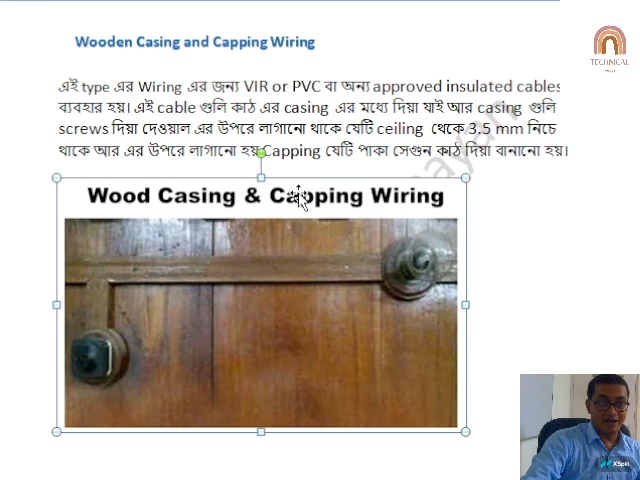 Wooden Casing and Capping Wiring
TECHNICAL
এই type এর Wiring এর জন্য VIR or PVC বা অন্য approved insulated cables
ব্যবহার হয়। এই cable গুলি কাঠ এর casing এর মধ্যে দিয়া যাই আর casing গুলি
screws দিয়া দেওয়াল এর উপরে লাগানো থাকে যেটি ceiling থেকে 3.5 mm নিচে
থাকে আর এর উপরে লাগানো হয় Capping যেটি পাকা সেগুন কাঠ দিয়া বানানো হয়।
Wood Casing & Capping Wiring
XSplit